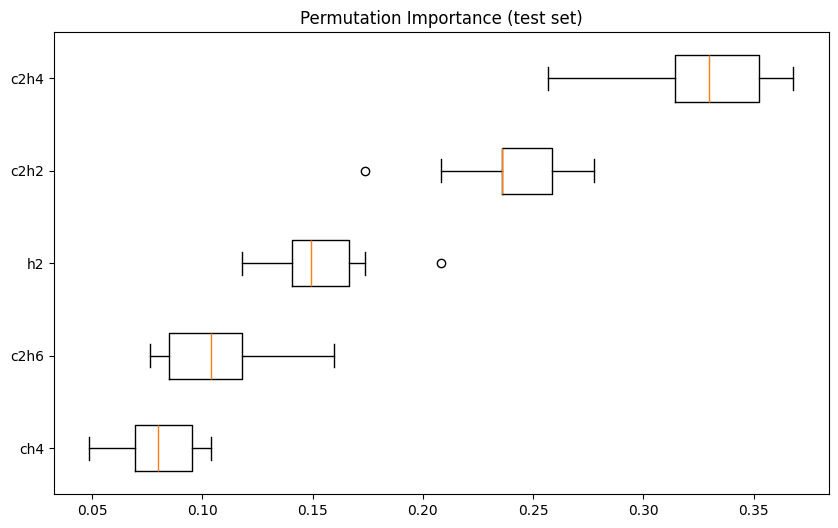 Permutation Importance (test set)
c2h4
c2h2
h2
c2h6
ch4
0.05 0.10 0.15 0.20 0.25 0.30 0.35